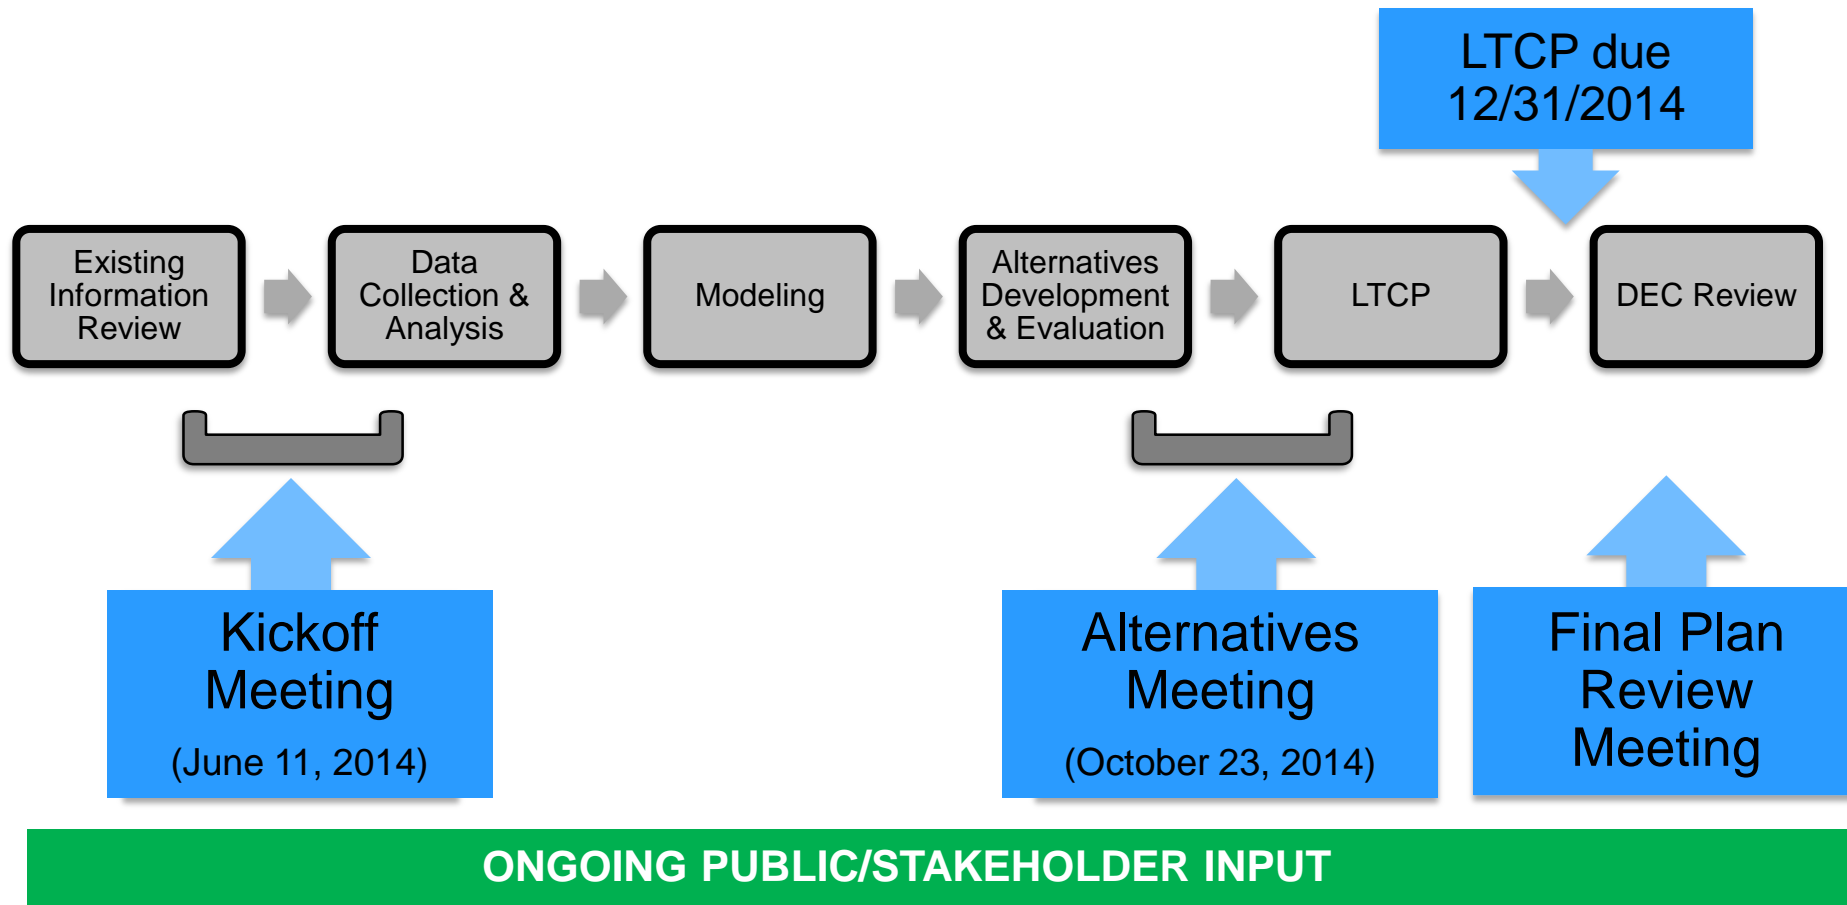 LTCP due
12/31/2014
Existing
Information
Review
Data
Collection &
Analysis
Modeling
Alternatives
Development
& Evaluation
LTCP
DEC Review
Kickoff
Meeting
(June 11, 2014)
Alternatives
Meeting
(October 23, 2014)
Final Plan
Review
Meeting
ONGOING PUBLIC/STAKEHOLDER INPUT